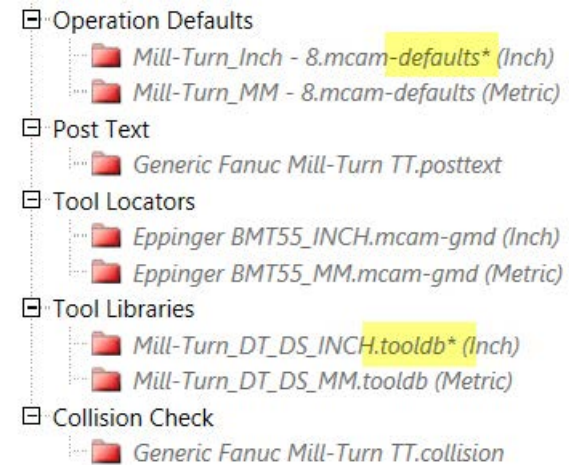 Operation Defaults
Mill-Turn_Inch - 8.mcam-defaults* (Inch)
Mill-Turn_MM - 8.mcam-defaults (Metric)
Post Text
Generic Fanuc Mill-Turn TT.posttext
Tool Locators
Eppinger BMT55_INCH.mcam-gmd (Inch)
Eppinger BMT55_MM.mcam-gmd (Metric)
Tool Libraries
Mill-Turn_DT_DS_INCH.tooldb* (Inch)
Mill-Turn_DT_DS_MM.tooldb (Metric)
Collision Check
Generic Fanuc Mill-Turn TT.collision